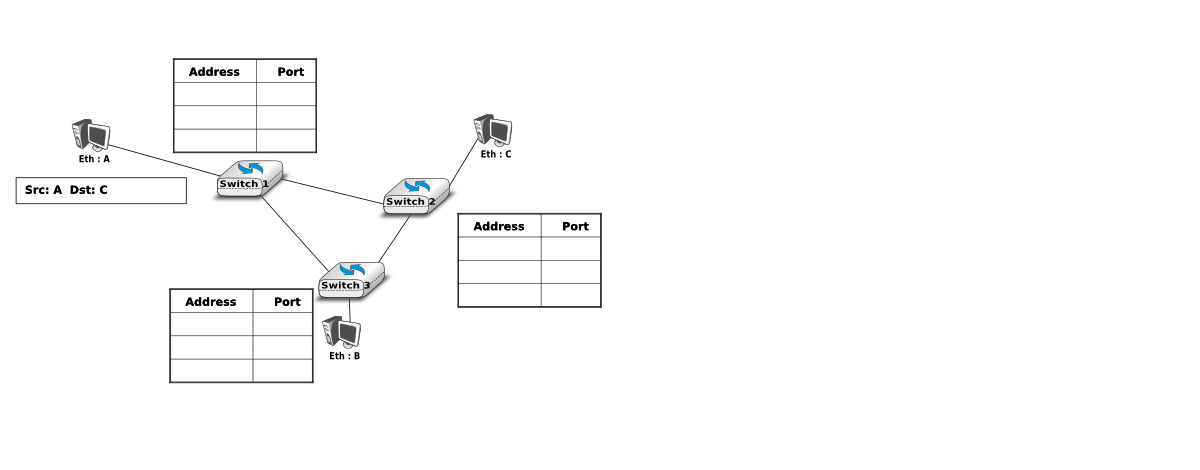 Address Port
Eth : A
Eth : C
Src: A Dst: C
Switch 1
Switch 2
Address Port
Switch 3
Address Port
Eth : B